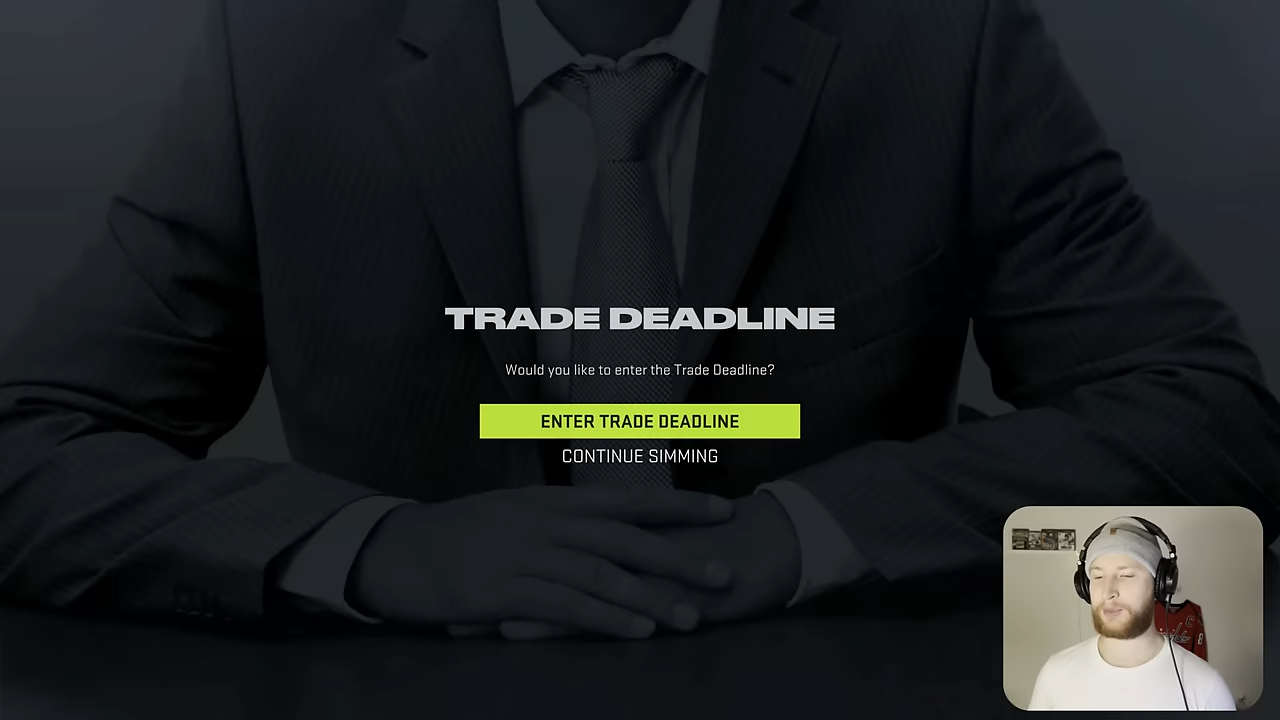 TRADE DEADLINE
Would you like to enter the Trade Deadline?
ENTER TRADE DEADLINE
CONTINUE SIMMING